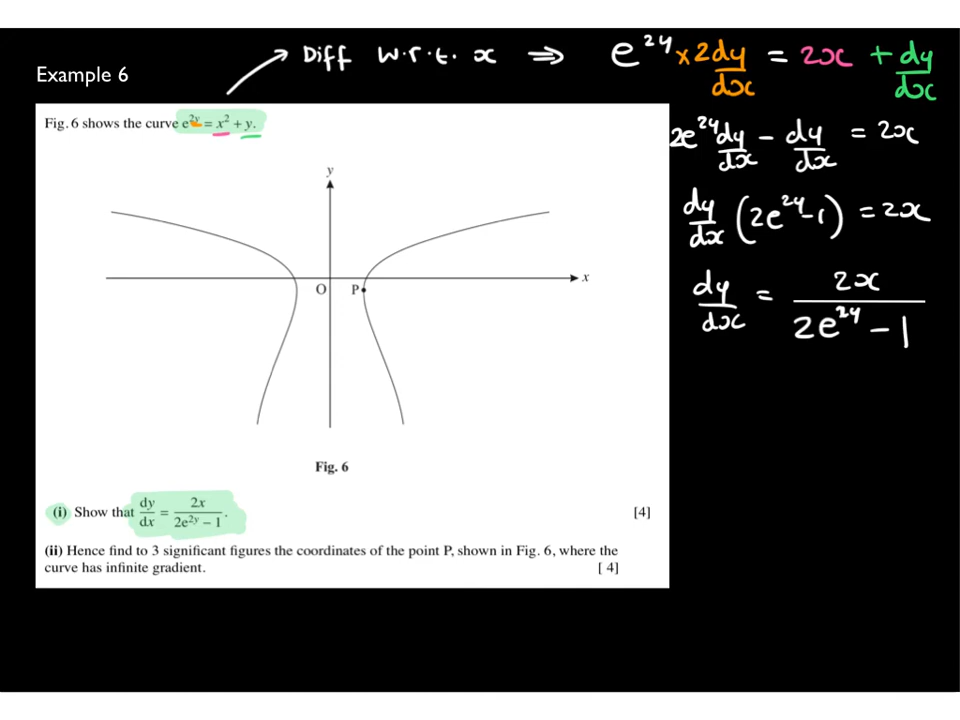 Diff w.r.t. x ⇒ e^{2y} × 2dy/dx = 2x + dy/dx
Example 6
Fig. 6 shows the curve e^{2y} = x² + y.
2e^{2y} dy/dx − dy/dx = 2x
dy/dx (2e^{2y} − 1) = 2x
dy/dx = 2x / (2e^{2y} − 1)
y
x
O
P
Fig. 6
(i) Show that dy/dx = 2x / (2e^{2y} − 1). [4]
(ii) Hence find to 3 significant figures the coordinates of the point P, shown in Fig. 6, where the
curve has infinite gradient. [ 4]